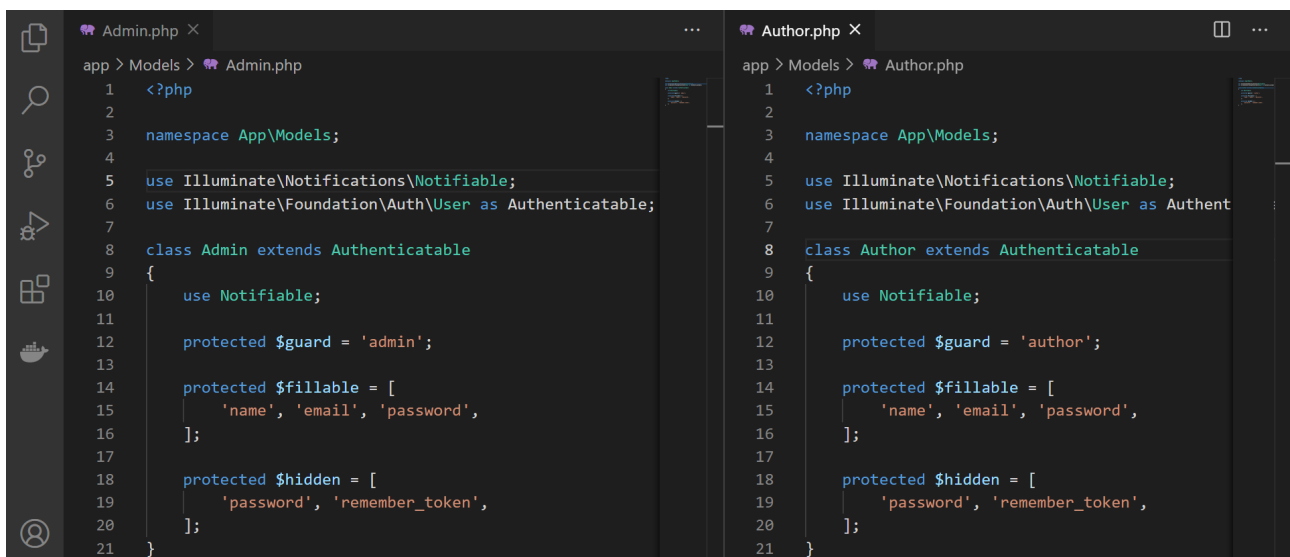 Admin.php
app > Models > Admin.php
1 <?php
2
3 namespace App\Models;
4
5 use Illuminate\Notifications\Notifiable;
6 use Illuminate\Foundation\Auth\User as Authenticatable;
7
8 class Admin extends Authenticatable
9 {
10     use Notifiable;
11
12     protected $guard = 'admin';
13
14     protected $fillable = [
15         'name', 'email', 'password',
16     ];
17
18     protected $hidden = [
19         'password', 'remember_token',
20     ];
21 }
Author.php
app > Models > Author.php
1 <?php
2
3 namespace App\Models;
4
5 use Illuminate\Notifications\Notifiable;
6 use Illuminate\Foundation\Auth\User as Authent
7
8 class Author extends Authenticatable
9 {
10     use Notifiable;
11
12     protected $guard = 'author';
13
14     protected $fillable = [
15         'name', 'email', 'password',
16     ];
17
18     protected $hidden = [
19         'password', 'remember_token',
20     ];
21 }